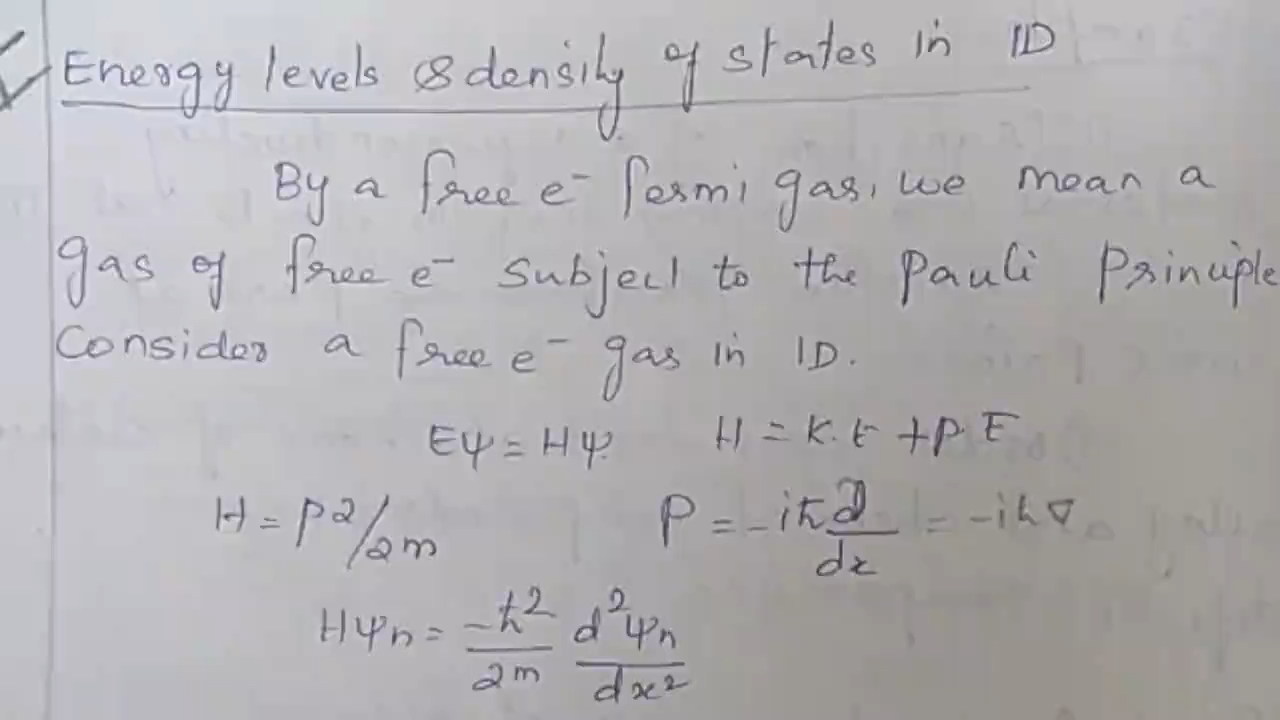 Energy levels & density of states in 1D
By a free e⁻ fermi gas, we mean a
gas of free e⁻ subject to the Pauli Principle
Consider a free e⁻ gas in 1D.
Eψ = Hψ. H = K.E + P.E
H = P²/2m P = -iħ d/dx = -iħ∇
Hψn = -ħ²/2m d²ψn/dx²